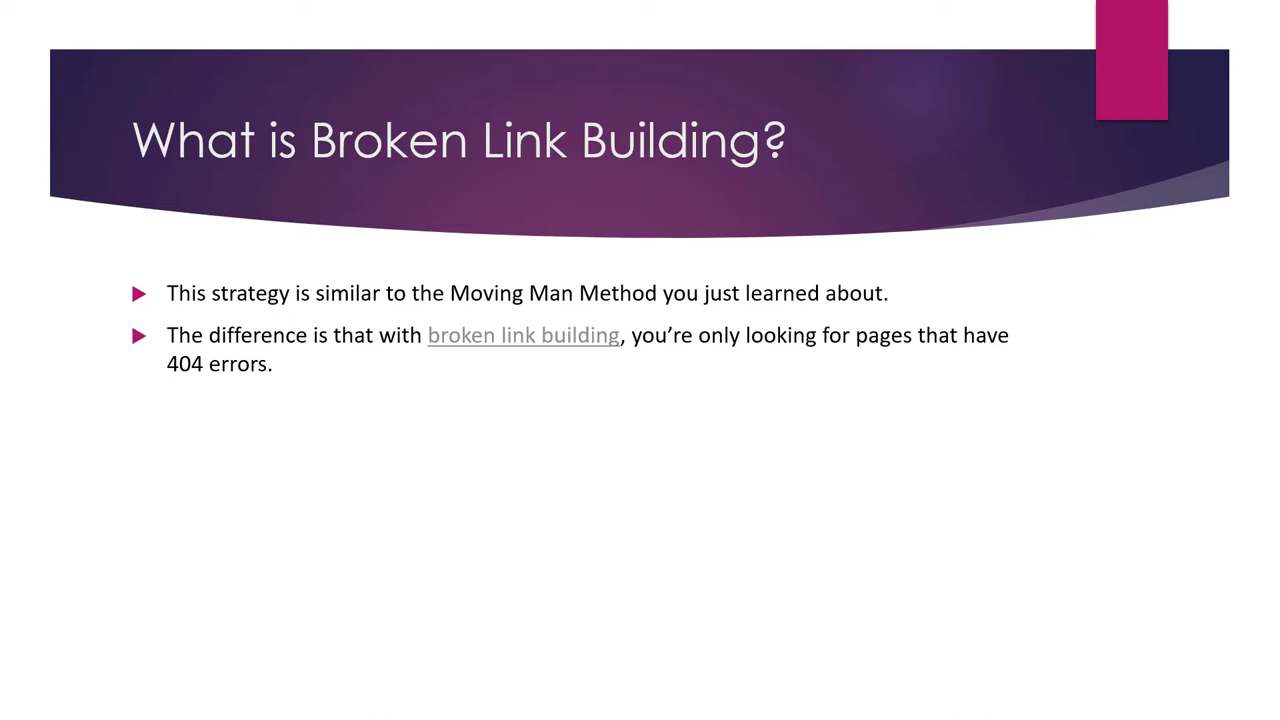 What is Broken Link Building?
This strategy is similar to the Moving Man Method you just learned about.
The difference is that with broken link building, you’re only looking for pages that have
404 errors.